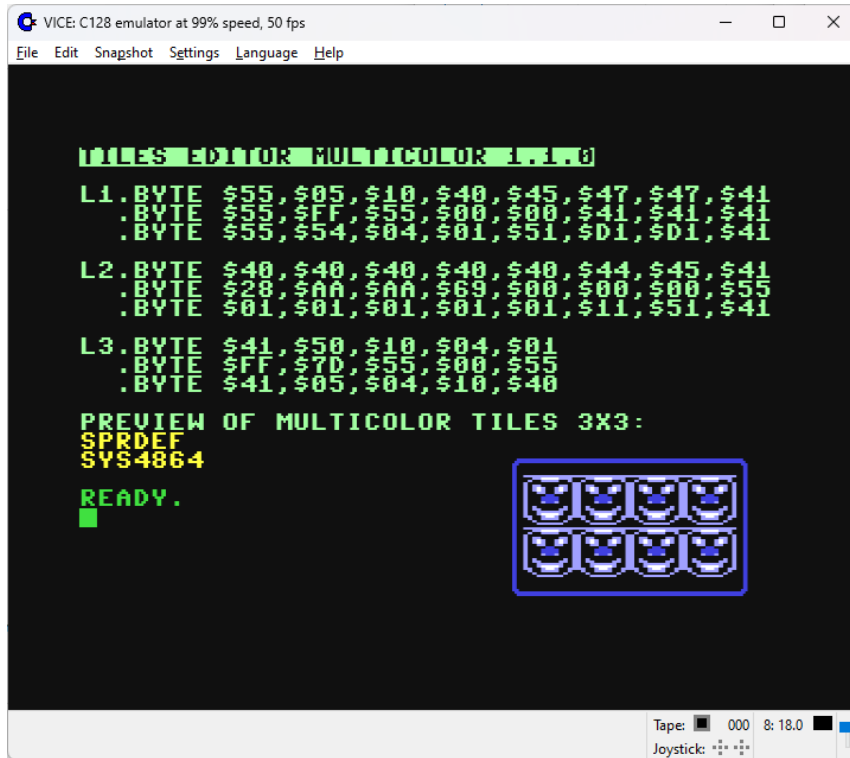 VICE: C128 emulator at 99% speed, 50 fps
File Edit Snapshot Settings Language Help
TILES EDITOR MULTICOLOR 1.1.0
L1.BYTE $55,$05,$10,$40,$45,$47,$47,$41
.BYTE $55,$FF,$55,$00,$00,$41,$41,$41
.BYTE $55,$54,$04,$01,$51,$D1,$D1,$41
L2.BYTE $40,$40,$40,$40,$40,$44,$45,$41
.BYTE $28,$AA,$AA,$69,$00,$00,$00,$55
.BYTE $01,$01,$01,$01,$01,$11,$51,$41
L3.BYTE $41,$50,$10,$04,$01
.BYTE $FF,$7D,$55,$00,$55
.BYTE $41,$05,$04,$10,$40
PREVIEW OF MULTICOLOR TILES 3X3:
SPRDEF
SYS4864
READY.
Tape: 000 8: 18.0
Joystick: